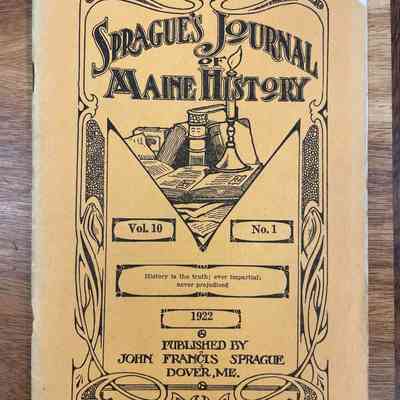 SPRAGUE'S JOURNAL
OF
MAINE HISTORY
Vol. 10 No. 1
History is the truth; ever impartial;
never prejudiced
1922
PUBLISHED BY
JOHN FRANCIS SPRAGUE
DOVER, ME.